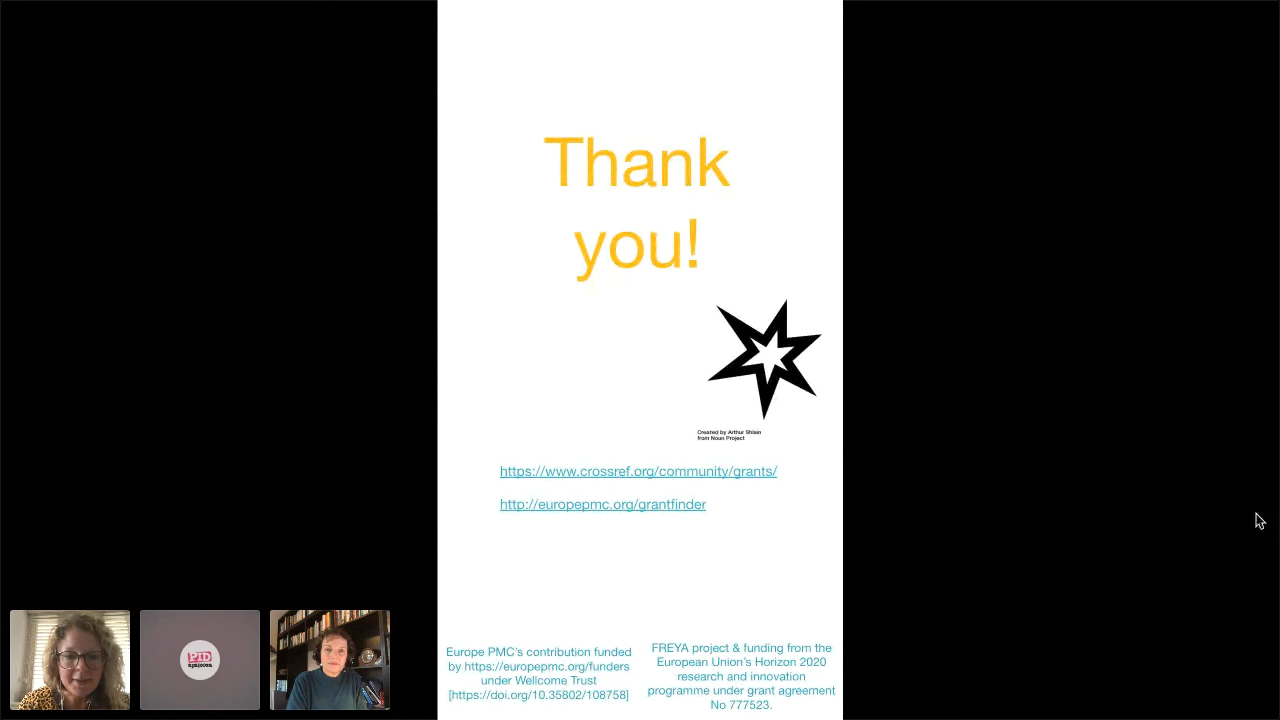 Thank
you!
Created by Arthur Shlain
from Noun Project
https://www.crossref.org/community/grants/
http://europepmc.org/grantfinder
Europe PMC's contribution funded
by https://europepmc.org/funders
under Wellcome Trust
[https://doi.org/10.35802/108758]
FREYA project & funding from the
European Union's Horizon 2020
research and innovation
programme under grant agreement
No 777523.
PID
apalooza